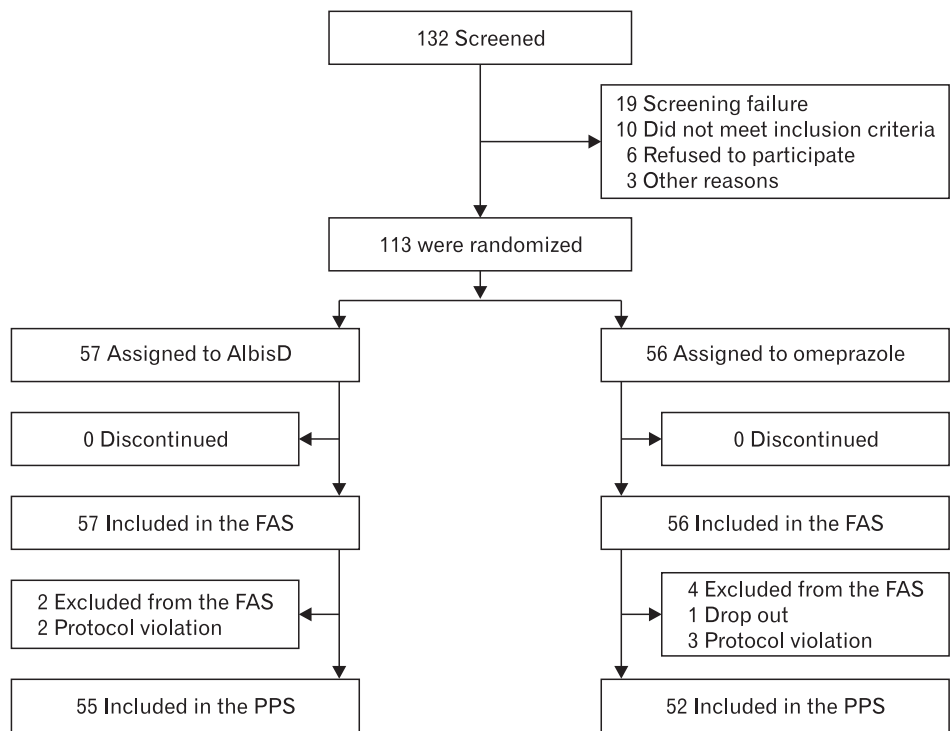 132 Screened
19 Screening failure
10 Did not meet inclusion criteria
6 Refused to participate
3 Other reasons
113 were randomized
57 Assigned to AlbisD
56 Assigned to omeprazole
0 Discontinued
0 Discontinued
57 Included in the FAS
56 Included in the FAS
2 Excluded from the FAS
2 Protocol violation
4 Excluded from the FAS
1 Drop out
3 Protocol violation
55 Included in the PPS
52 Included in the PPS